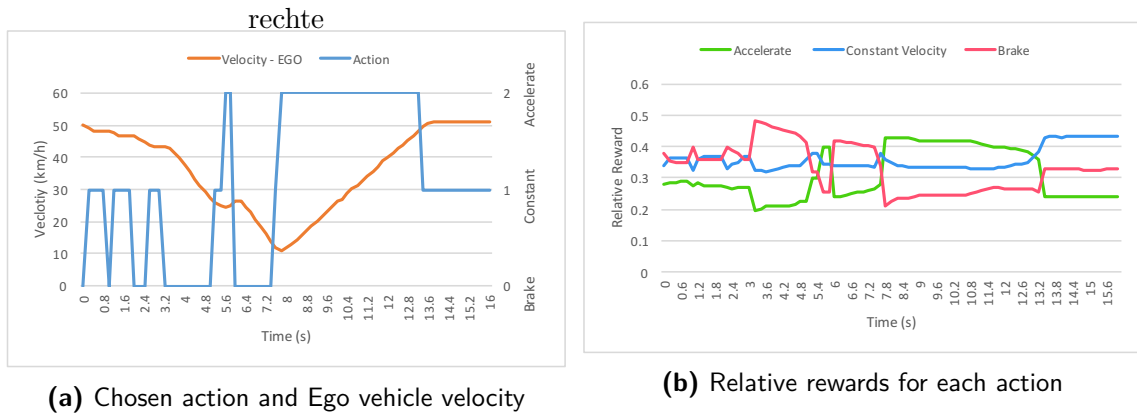 rechte
Velocity - EGO Action
60
50
40
30
20
10
0
Veclotiy (km/h)
2
1
0
Accelerate
Constant
Brake
0 0.8 1.6 2.4 3.2 4 4.8 5.6 6.4 7.2 8 8.8 9.6 10.4 11.2 12 12.8 13.6 14.4 15.2 16
Time (s)
(a) Chosen action and Ego vehicle velocity
Accelerate Constant Velocity Brake
0.6
0.5
0.4
0.3
0.2
0.1
0
Relative Reward
0 0.6 1.2 1.8 2.4 3 3.6 4.2 4.8 5.4 6 6.6 7.2 7.8 8.4 9 9.6 10.2 10.8 11.4 12 12.6 13.2 13.8 14.4 15 15.6
Time (s)
(b) Relative rewards for each action